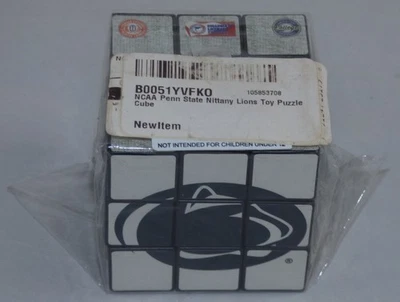 B0051YVFKO 105853708
NCAA Penn State Nittany Lions Toy Puzzle
Cube
NewItem
NOT INTENDED FOR CHILDREN UNDER 12
®